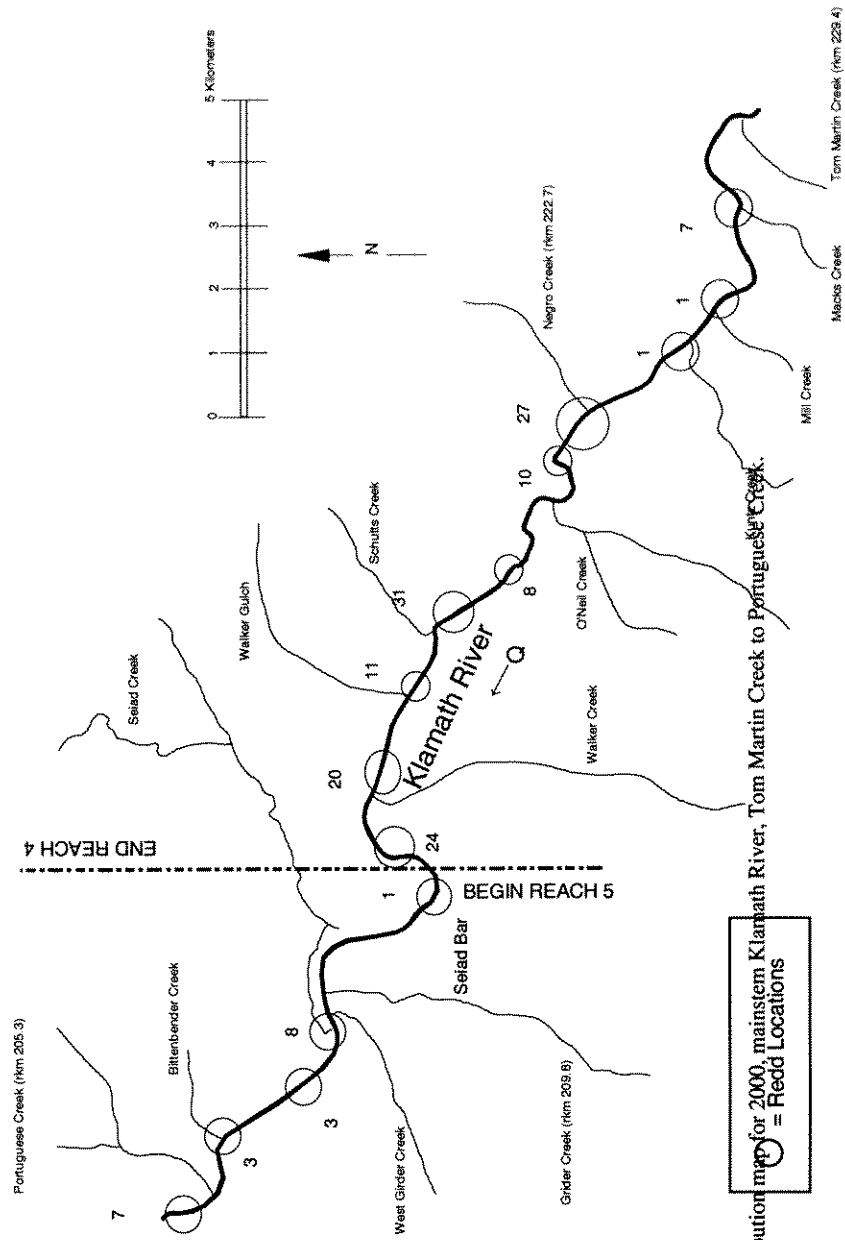 Portuguese Creek (rkm 205.3)
7
Bittenbender Creek
3
3
8
West Girder Creek
Grider Creek (rkm 209.8)
Seiad Bar
1
BEGIN REACH 5
END REACH 4
24
Seiad Creek
20
Walker Creek
Klamath River
Q
Walker Gulch
11
Schutts Creek
31
8
O'Neil Creek
10
27
Negro Creek (rkm 222.7)
1
Mill Creek
1
Macks Creek
7
Tom Martin Creek (rkm 229.4)
N
0 1 2 3 4 5 Kilometers
= Redd Locations
bution map for 2000, mainstem Klamath River, Tom Martin Creek to Portuguese Creek.